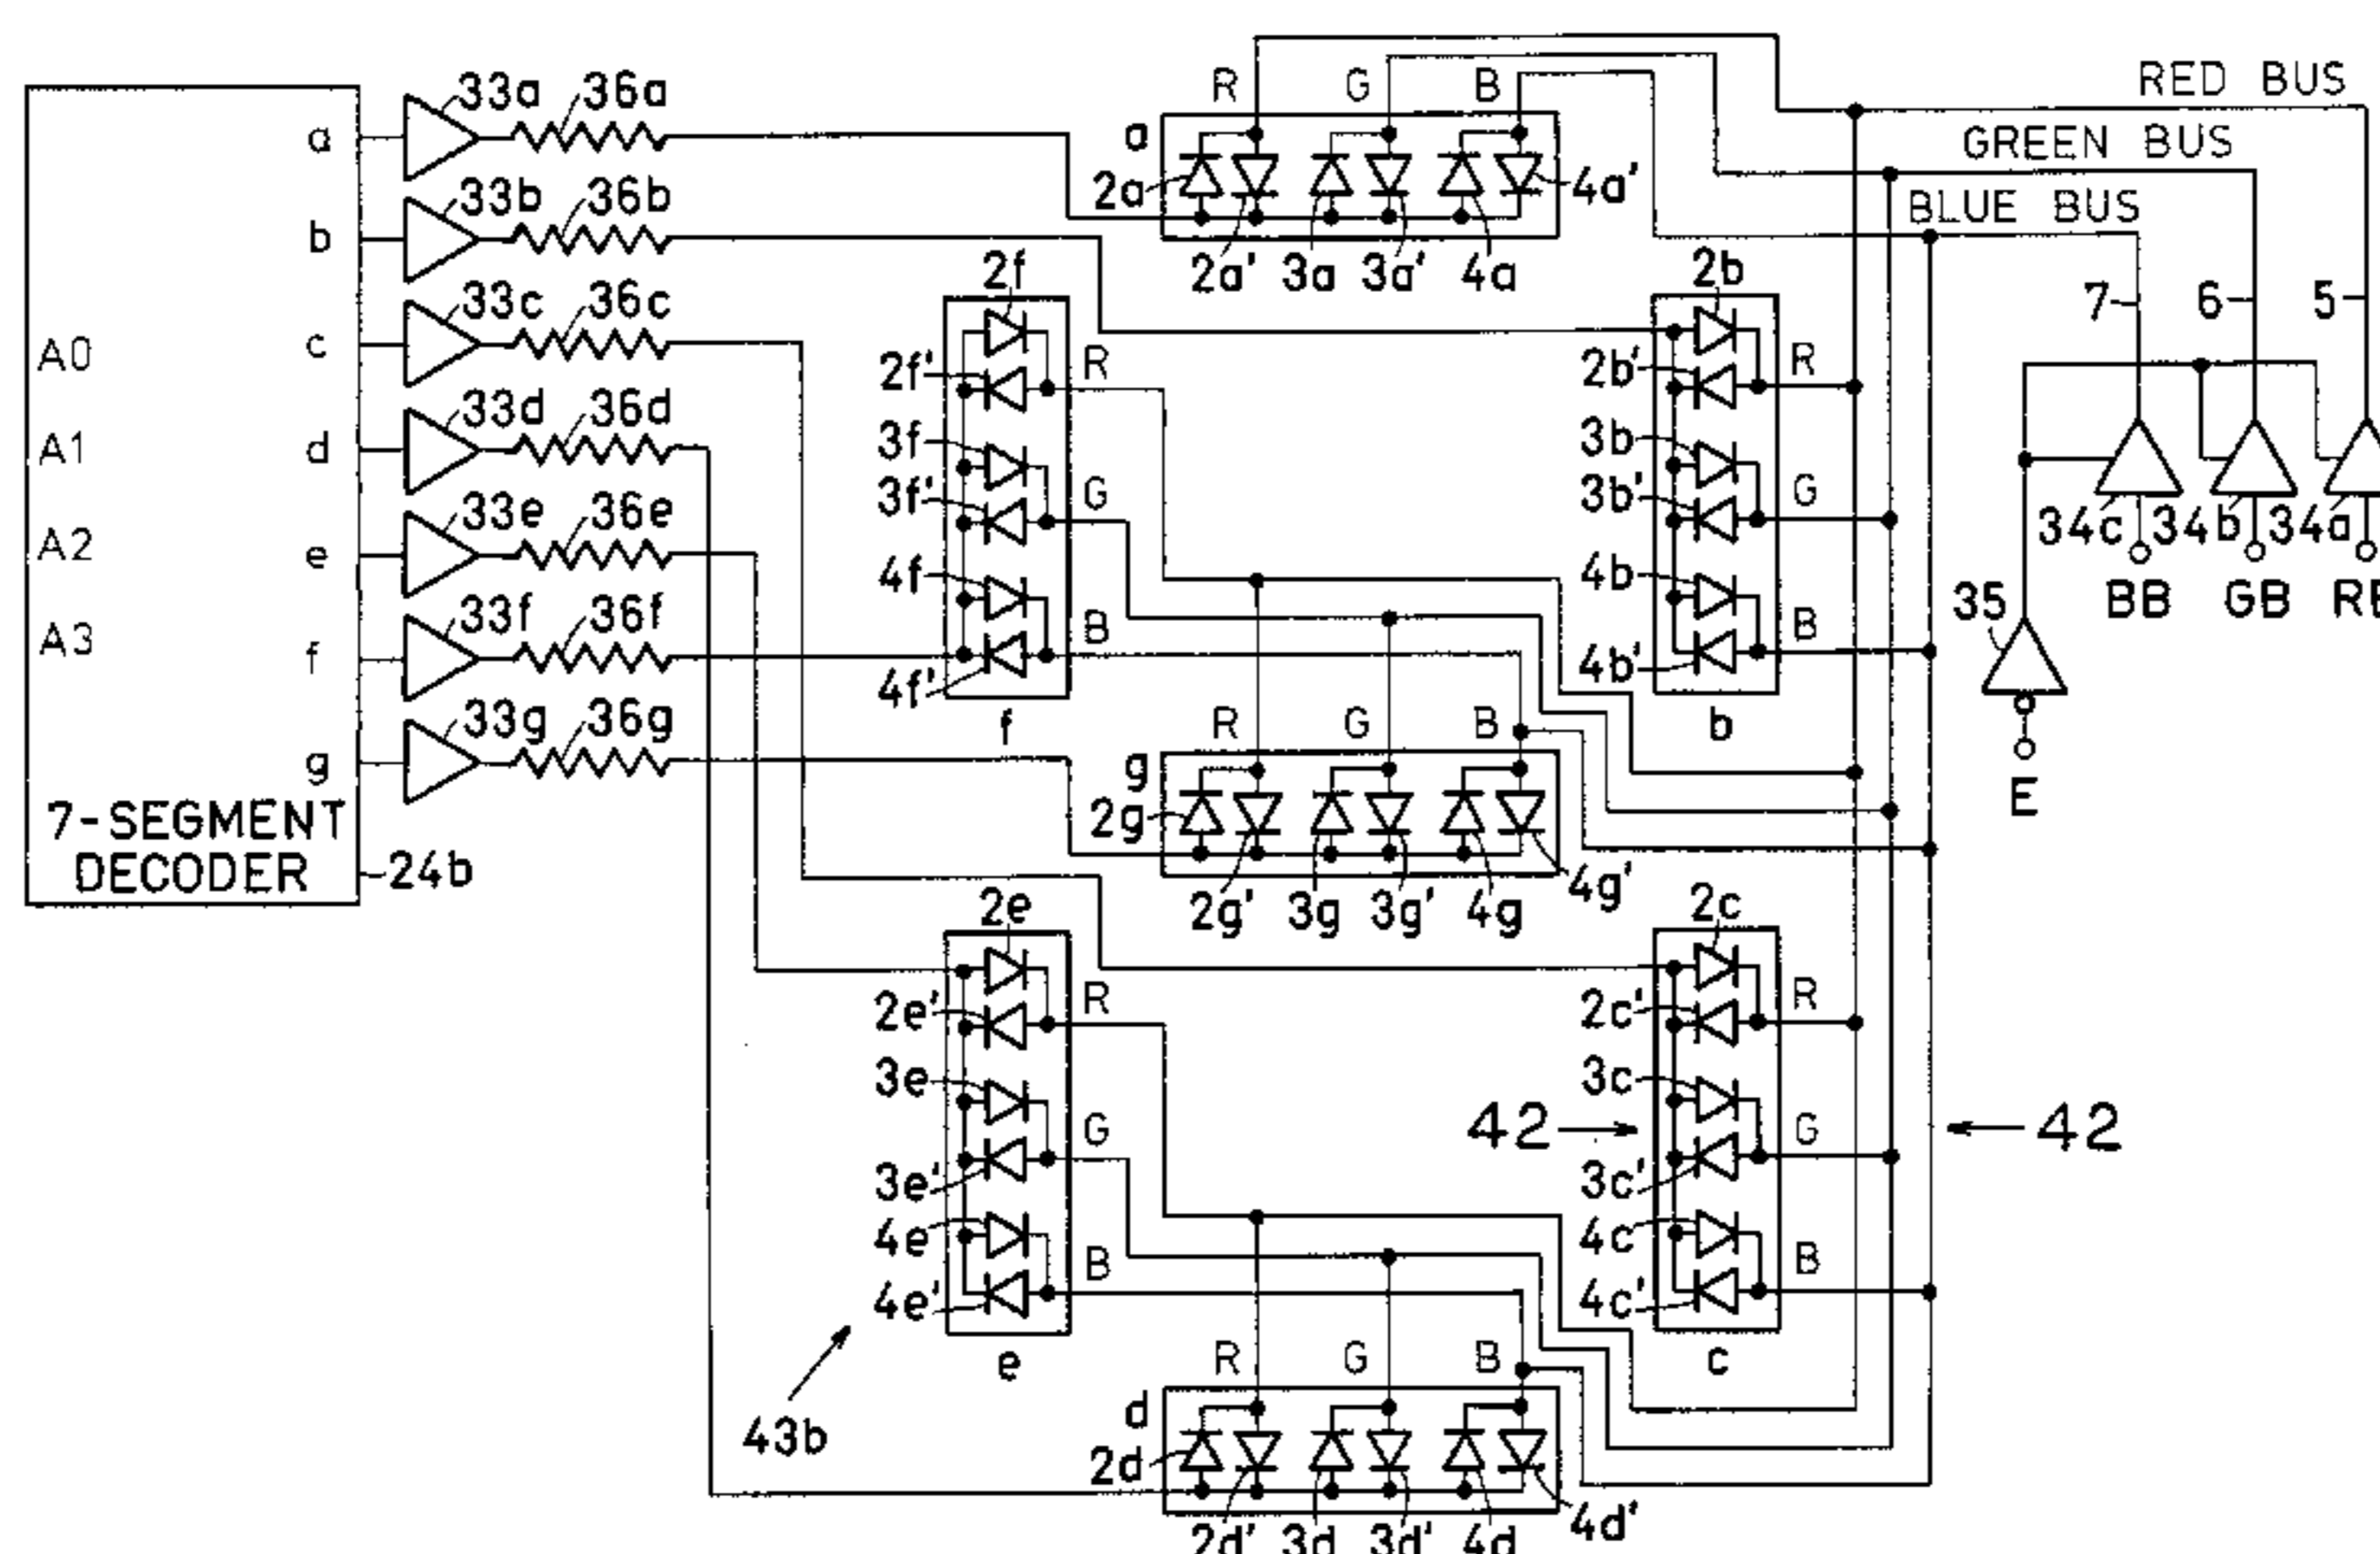 RED BUS
GREEN BUS
BLUE BUS
R G B
a
2a 4a'
2a' 3a 3a' 4a
33a 36a
a
33b 36b
b
33c 36c
A0 c
33d 36d
A1 d
33e 36e
A2 e
33f 36f
A3 f
33g 36g
g
7-SEGMENT
DECODER
24b
2f
2f' R
3f
3f' G
4f
4f' B
f
2b
2b' R
3b
3b' G
4b
4b' B
b
7 6 5
34c 34b 34a
BB GB
35
E
R G B
g
2g 4g'
2g' 3g 3g' 4g
2e
2e' R
3e
3e' G
4e
4e' B
e
2c
2c' R
3c
3c' G
4c
4c' B
c
42 42
43b
R G B
d
2d 4d'
2d' 3d 3d' 4d